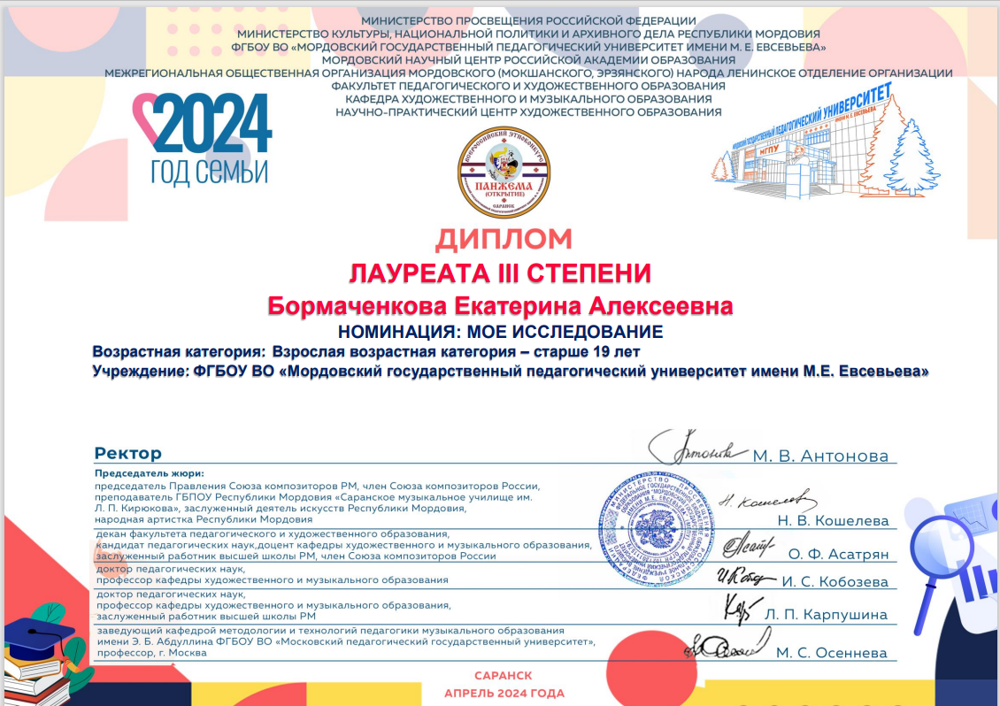 МИНИСТЕРСТВО ПРОСВЕЩЕНИЯ РОССИЙСКОЙ ФЕДЕРАЦИИ
МИНИСТЕРСТВО КУЛЬТУРЫ, НАЦИОНАЛЬНОЙ ПОЛИТИКИ И АРХИВНОГО ДЕЛА РЕСПУБЛИКИ МОРДОВИЯ
ФГБОУ ВО «МОРДОВСКИЙ ГОСУДАРСТВЕННЫЙ ПЕДАГОГИЧЕСКИЙ УНИВЕРСИТЕТ ИМЕНИ М. Е. ЕВСЕВЬЕВА»
МОРДОВСКИЙ НАУЧНЫЙ ЦЕНТР РОССИЙСКОЙ АКАДЕМИИ ОБРАЗОВАНИЯ
МЕЖРЕГИОНАЛЬНАЯ ОБЩЕСТВЕННАЯ ОРГАНИЗАЦИЯ МОРДОВСКОГО (МОКШАНСКОГО, ЭРЗЯНСКОГО) НАРОДА ЛЕНИНСКОЕ ОТДЕЛЕНИЕ ОРГАНИЗАЦИИ
ФАКУЛЬТЕТ ПЕДАГОГИЧЕСКОГО И ХУДОЖЕСТВЕННОГО ОБРАЗОВАНИЯ
КАФЕДРА ХУДОЖЕСТВЕННОГО И МУЗЫКАЛЬНОГО ОБРАЗОВАНИЯ
НАУЧНО-ПРАКТИЧЕСКИЙ ЦЕНТР ХУДОЖЕСТВЕННОГО ОБРАЗОВАНИЯ
2024
ГОД СЕМЬИ
ВСЕРОССИЙСКИЙ ЭТНОКОНКУРС
ПАНЖЕМА
(ОТКРЫТИЕ)
САРАНСК
МОРДОВСКИЙ ГОСУДАРСТВЕННЫЙ ПЕДАГОГИЧЕСКИЙ УНИВЕРСИТЕТ
ИМЕНИ М. Е. ЕВСЕВЬЕВА
МГПУ
ДИПЛОМ
ЛАУРЕАТА III СТЕПЕНИ
Бормаченкова Екатерина Алексеевна
НОМИНАЦИЯ: МОЕ ИССЛЕДОВАНИЕ
Возрастная категория: Взрослая возрастная категория – старше 19 лет
Учреждение: ФГБОУ ВО «Мордовский государственный педагогический университет имени М.Е. Евсевьева»
Ректор
М. В. Антонова
Председатель жюри:
председатель Правления Союза композиторов РМ, член Союза композиторов России,
преподаватель ГБПОУ Республики Мордовия «Саранское музыкальное училище им.
Л. П. Кирюкова», заслуженный деятель искусств Республики Мордовия,
народная артистка Республики Мордовия
Н. В. Кошелева
декан факультета педагогического и художественного образования,
кандидат педагогических наук,доцент кафедры художественного и музыкального образования,
заслуженный работник высшей школы РМ, член Союза композиторов России
О. Ф. Асатрян
доктор педагогических наук,
профессор кафедры художественного и музыкального образования
И. С. Кобозева
доктор педагогических наук,
профессор кафедры художественного и музыкального образования,
заслуженный работник высшей школы РМ
Л. П. Карпушина
заведующий кафедрой методологии и технологий педагогики музыкального образования
имени Э. Б. Абдуллина ФГБОУ ВО «Московский педагогический государственный университет»,
профессор, г. Москва
М. С. Осеннева
САРАНСК
АПРЕЛЬ 2024 ГОДА